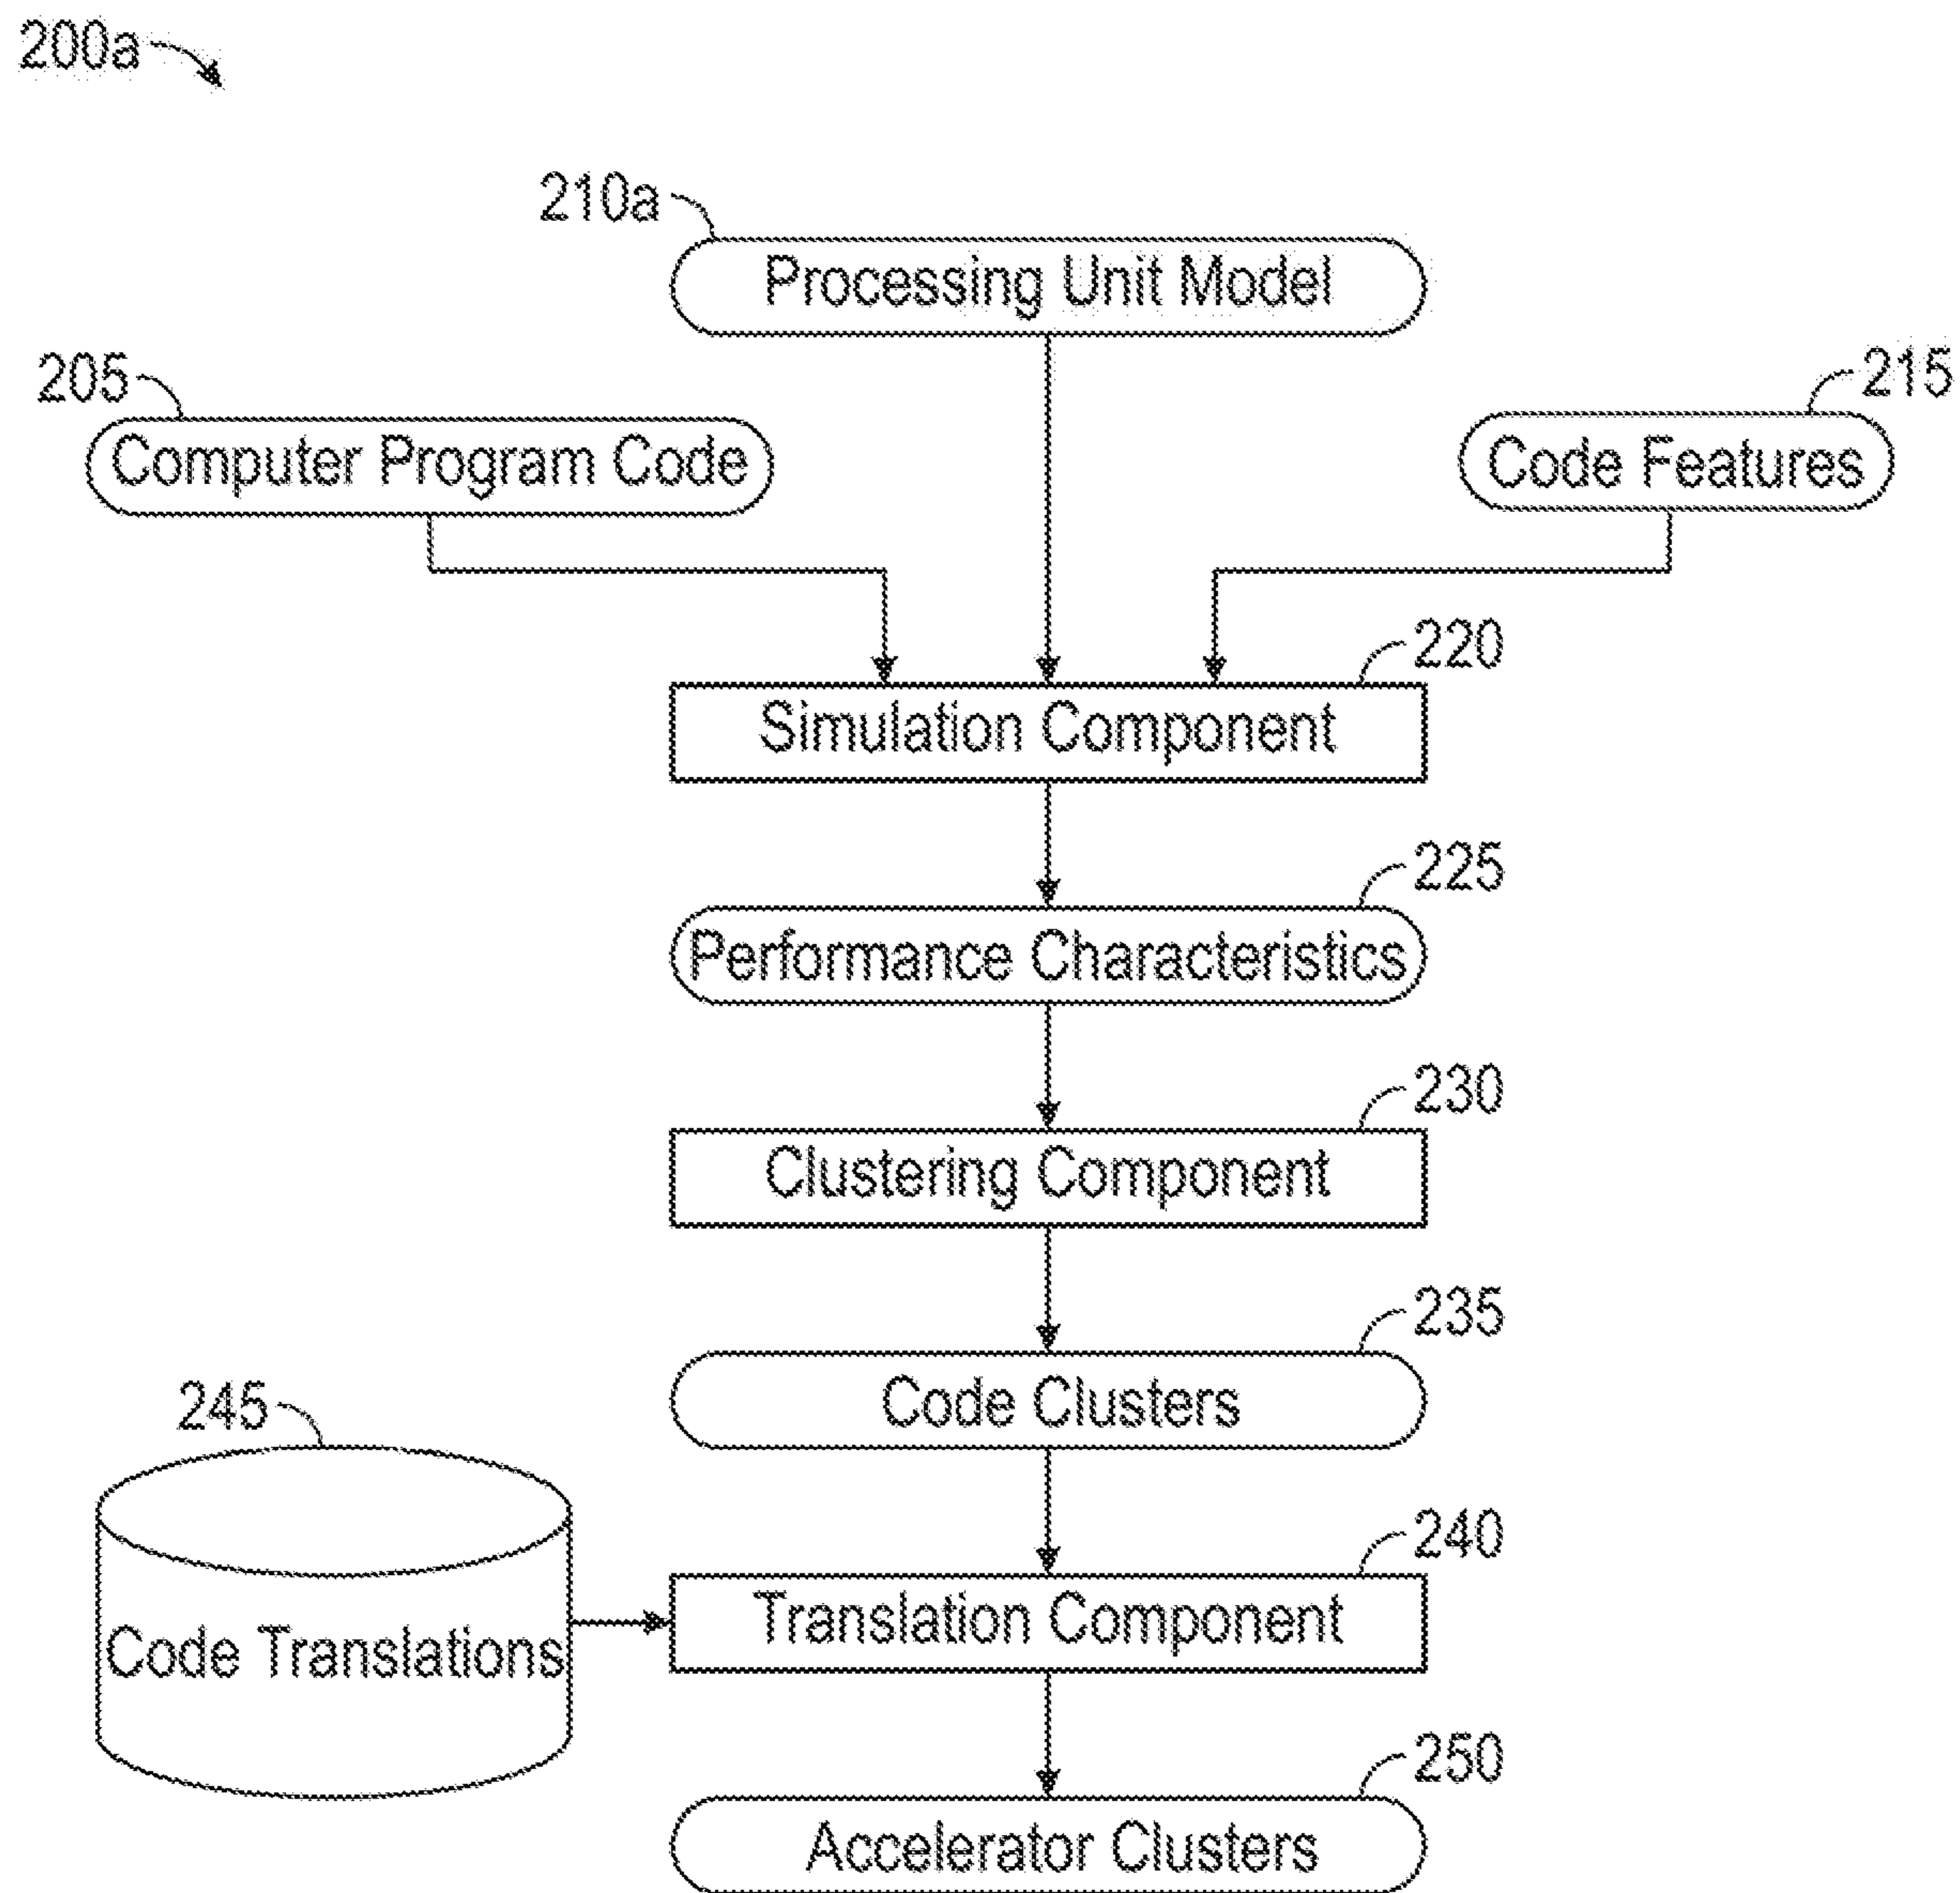 200a
210a
Processing Unit Model
205
Computer Program Code
215
Code Features
220
Simulation Component
225
Performance Characteristics
230
Clustering Component
235
Code Clusters
245
Code Translations
240
Translation Component
250
Accelerator Clusters